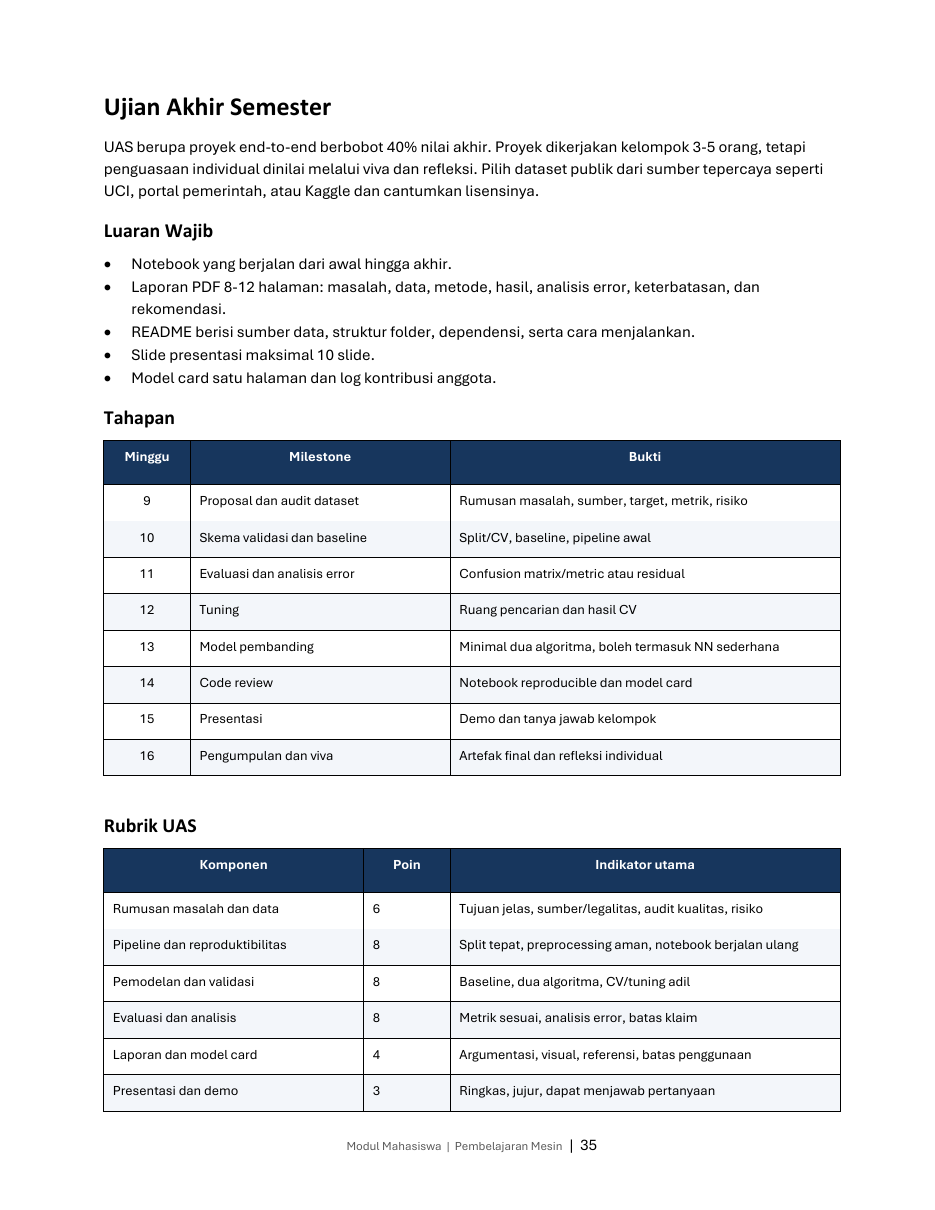 Ujian Akhir Semester
UAS berupa proyek end-to-end berbobot 40% nilai akhir. Proyek dikerjakan kelompok 3-5 orang, tetapi
penguasaan individual dinilai melalui viva dan refleksi. Pilih dataset publik dari sumber tepercaya seperti
UCI, portal pemerintah, atau Kaggle dan cantumkan lisensinya.
Luaran Wajib
• Notebook yang berjalan dari awal hingga akhir.
• Laporan PDF 8-12 halaman: masalah, data, metode, hasil, analisis error, keterbatasan, dan
rekomendasi.
• README berisi sumber data, struktur folder, dependensi, serta cara menjalankan.
• Slide presentasi maksimal 10 slide.
• Model card satu halaman dan log kontribusi anggota.
Tahapan
Minggu Milestone Bukti
9 Proposal dan audit dataset Rumusan masalah, sumber, target, metrik, risiko
10 Skema validasi dan baseline Split/CV, baseline, pipeline awal
11 Evaluasi dan analisis error Confusion matrix/metric atau residual
12 Tuning Ruang pencarian dan hasil CV
13 Model pembanding Minimal dua algoritma, boleh termasuk NN sederhana
14 Code review Notebook reproducible dan model card
15 Presentasi Demo dan tanya jawab kelompok
16 Pengumpulan dan viva Artefak final dan refleksi individual
Rubrik UAS
Komponen Poin Indikator utama
Rumusan masalah dan data 6 Tujuan jelas, sumber/legalitas, audit kualitas, risiko
Pipeline dan reproduktibilitas 8 Split tepat, preprocessing aman, notebook berjalan ulang
Pemodelan dan validasi 8 Baseline, dua algoritma, CV/tuning adil
Evaluasi dan analisis 8 Metrik sesuai, analisis error, batas klaim
Laporan dan model card 4 Argumentasi, visual, referensi, batas penggunaan
Presentasi dan demo 3 Ringkas, jujur, dapat menjawab pertanyaan
Modul Mahasiswa | Pembelajaran Mesin | 35